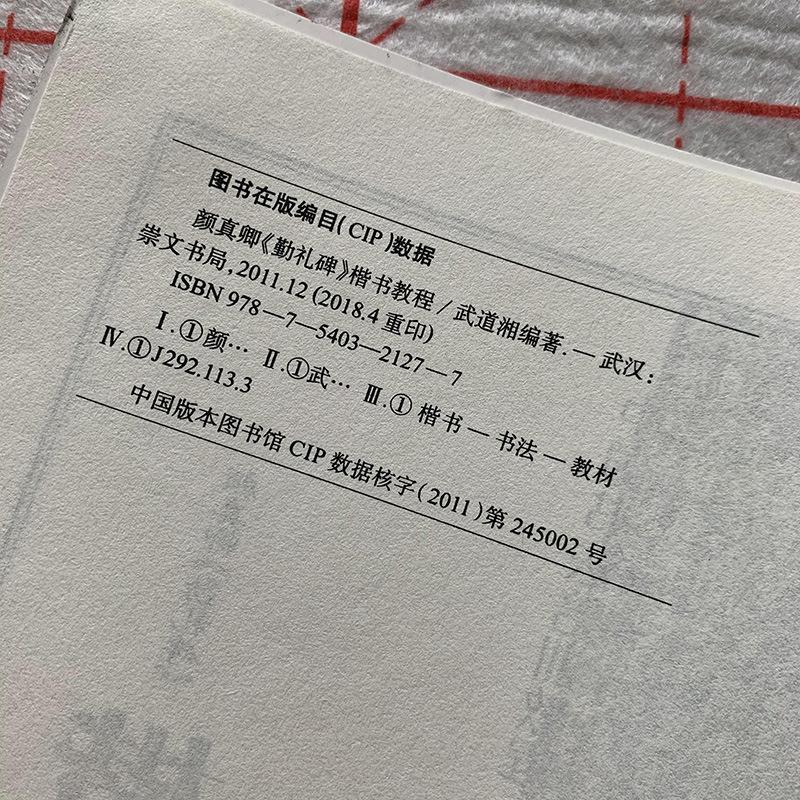 图书在版编目(CIP)数据
颜真卿《勤礼碑》楷书教程 / 武道湘编著. — 武汉：
崇文书局, 2011.12 (2018.4 重印)
ISBN 978—7—5403—2127—7
Ⅰ.①颜… Ⅱ.①武… Ⅲ.①楷书—书法—教材
Ⅳ.①J292.113.3
中国版本图书馆 CIP 数据核字(2011)第 245002 号